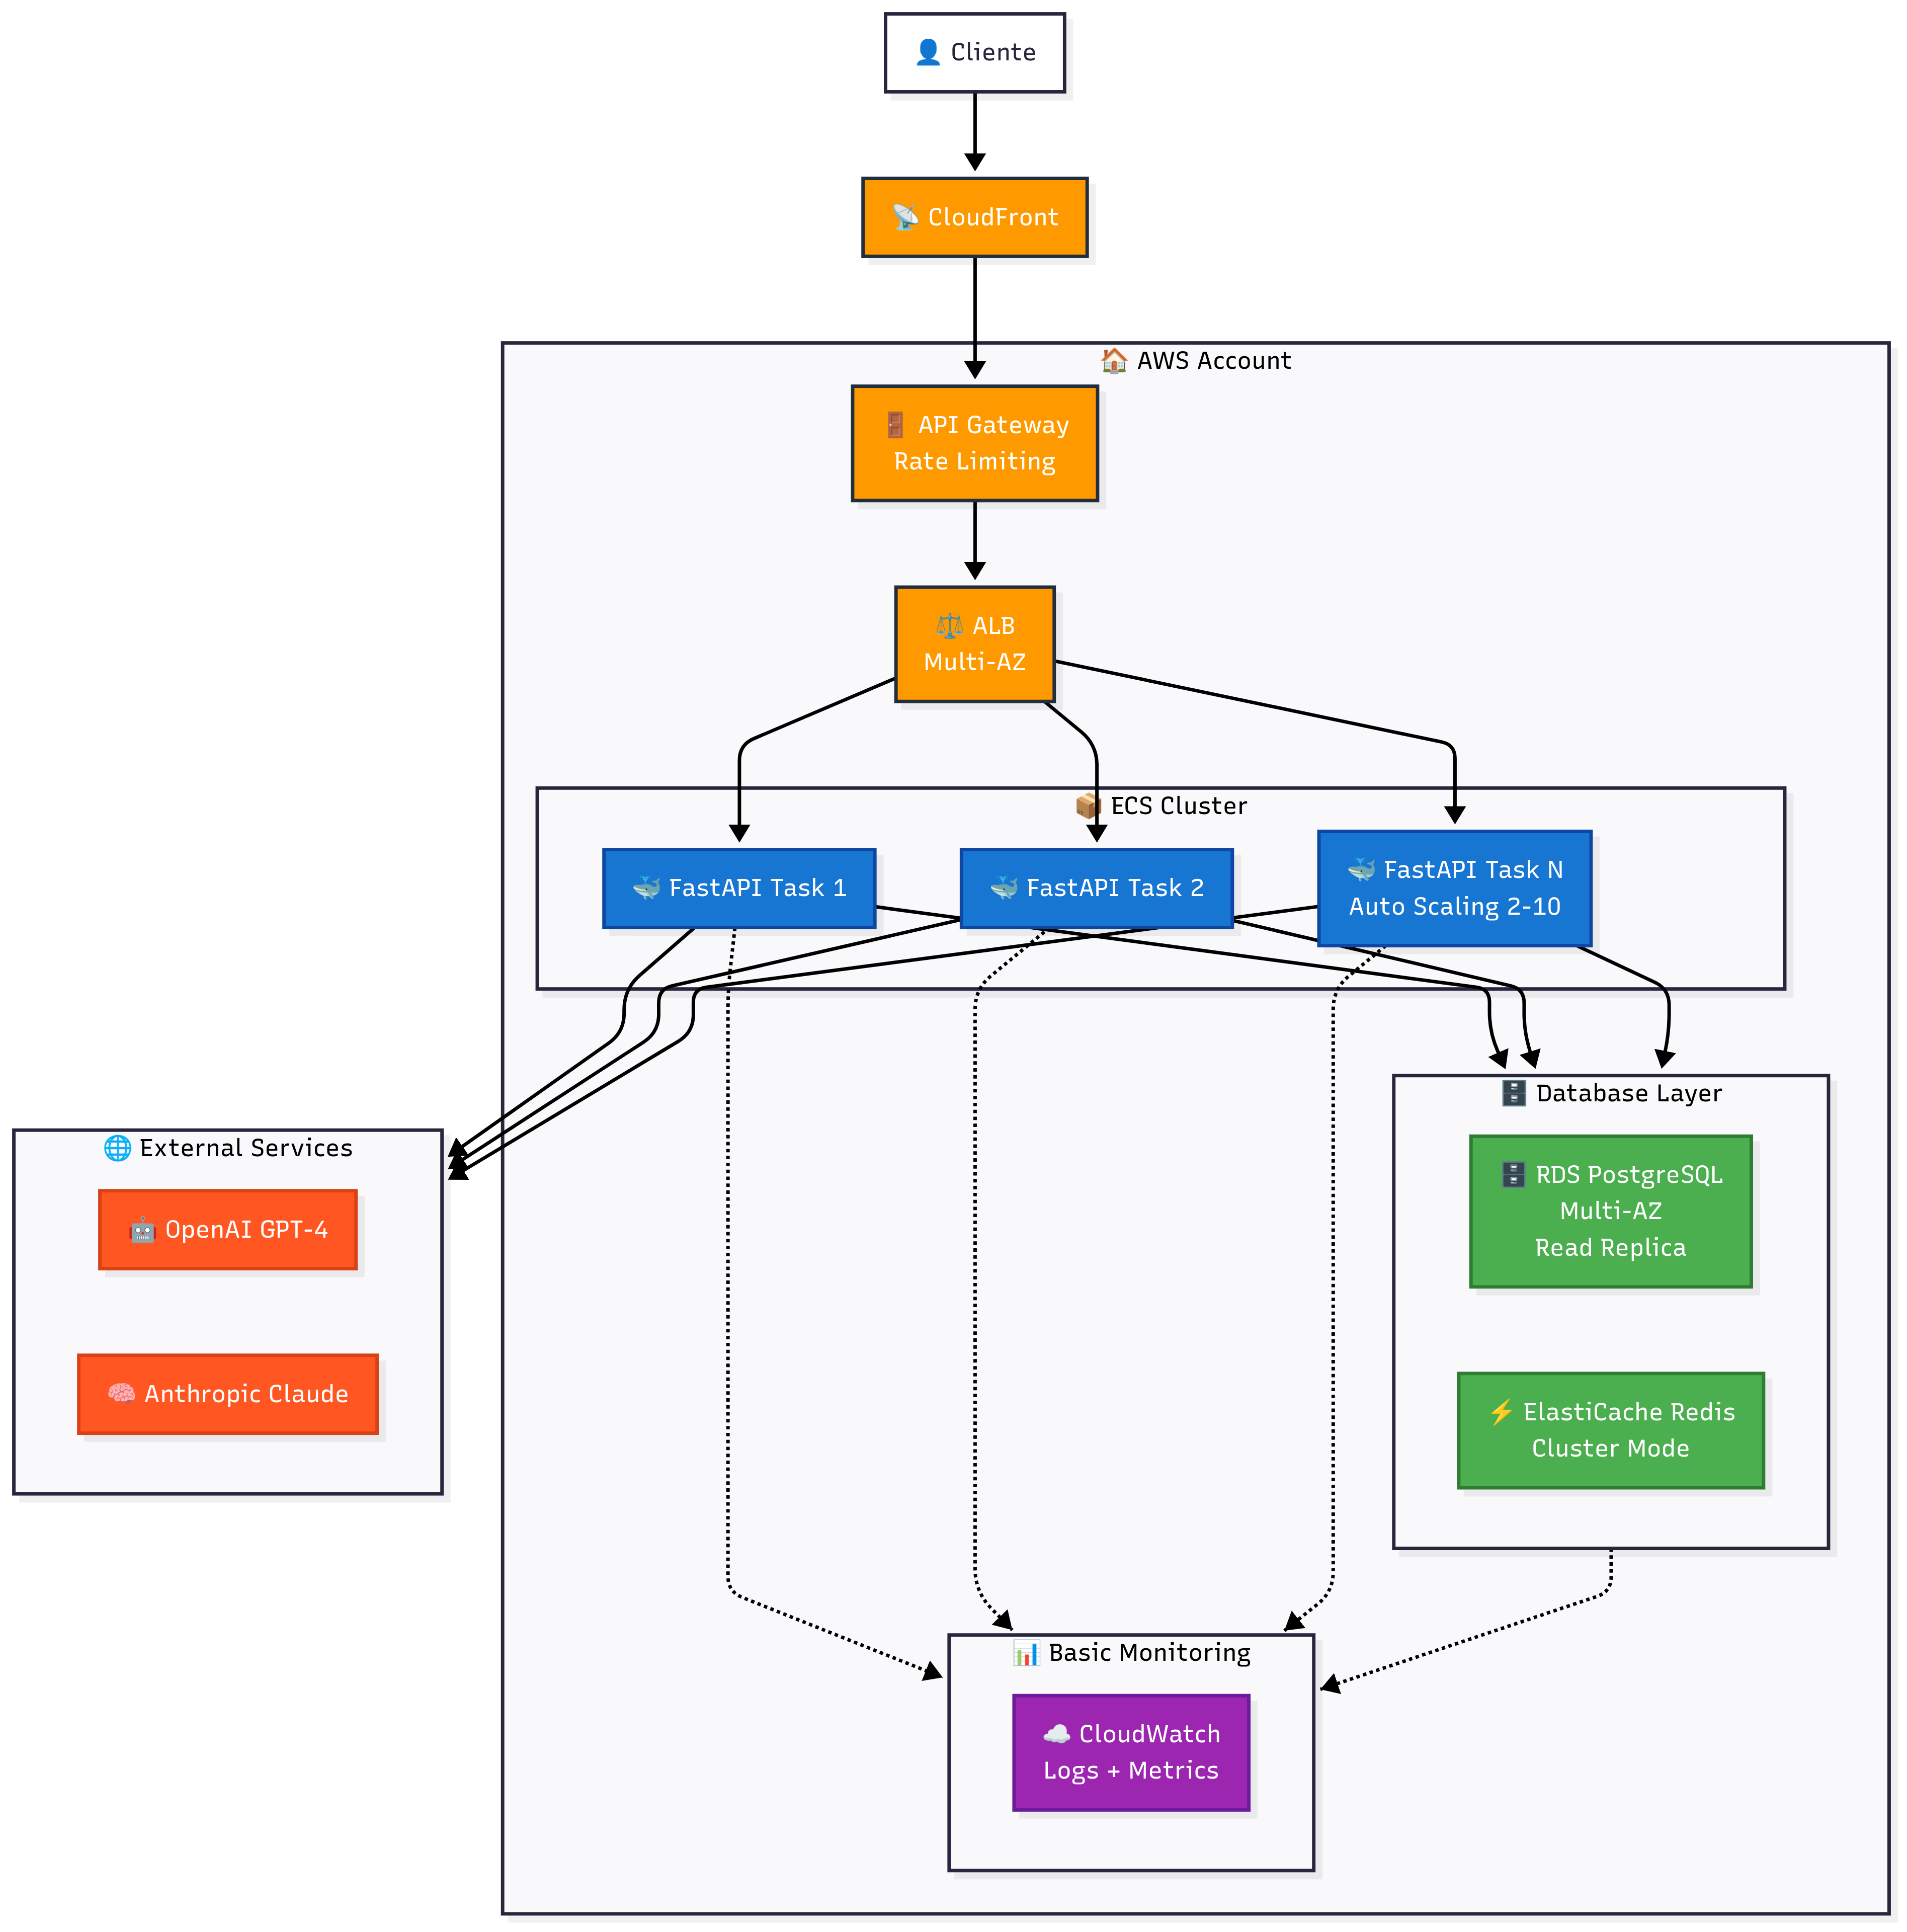 Cliente
CloudFront
AWS Account
API Gateway
Rate Limiting
ALB
Multi-AZ
ECS Cluster
FastAPI Task 1
FastAPI Task 2
FastAPI Task N
Auto Scaling 2-10
External Services
OpenAI GPT-4
Anthropic Claude
Database Layer
RDS PostgreSQL
Multi-AZ
Read Replica
ElastiCache Redis
Cluster Mode
Basic Monitoring
CloudWatch
Logs + Metrics